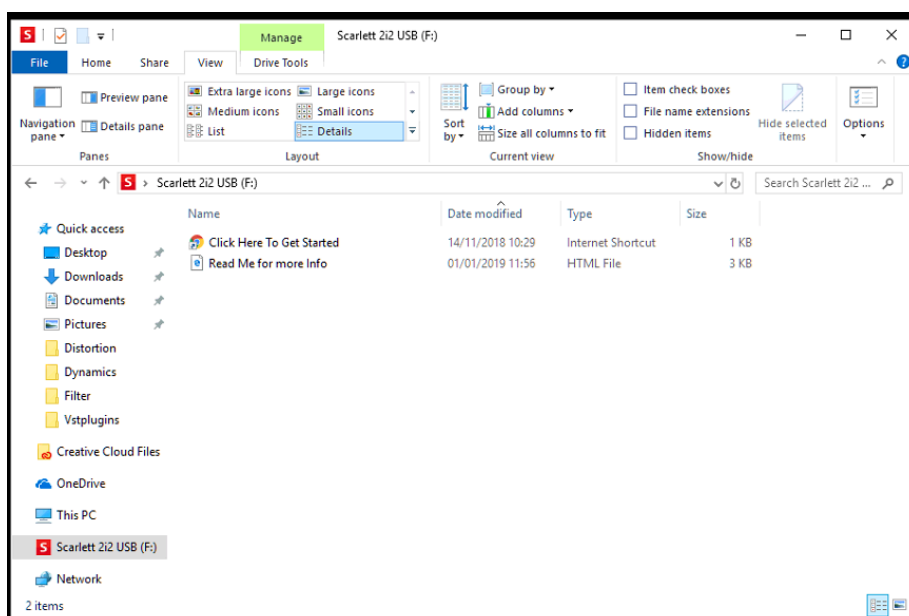 S Manage Scarlett 2i2 USB (F:)
File Home Share View Drive Tools
Preview pane
Details pane
Navigation pane
Panes
Extra large icons Large icons
Medium icons Small icons
List Details
Layout
Sort by
Group by
Add columns
Size all columns to fit
Current view
Item check boxes
File name extensions
Hidden items
Hide selected items
Show/hide
Options
S Scarlett 2i2 USB (F:) Search Scarlett 2i2 ...
Name Date modified Type Size
Click Here To Get Started 14/11/2018 10:29 Internet Shortcut 1 KB
Read Me for more Info 01/01/2019 11:56 HTML File 3 KB
Quick access
Desktop
Downloads
Documents
Pictures
Distortion
Dynamics
Filter
Vstplugins
Creative Cloud Files
OneDrive
This PC
S Scarlett 2i2 USB (F:)
Network
2 items